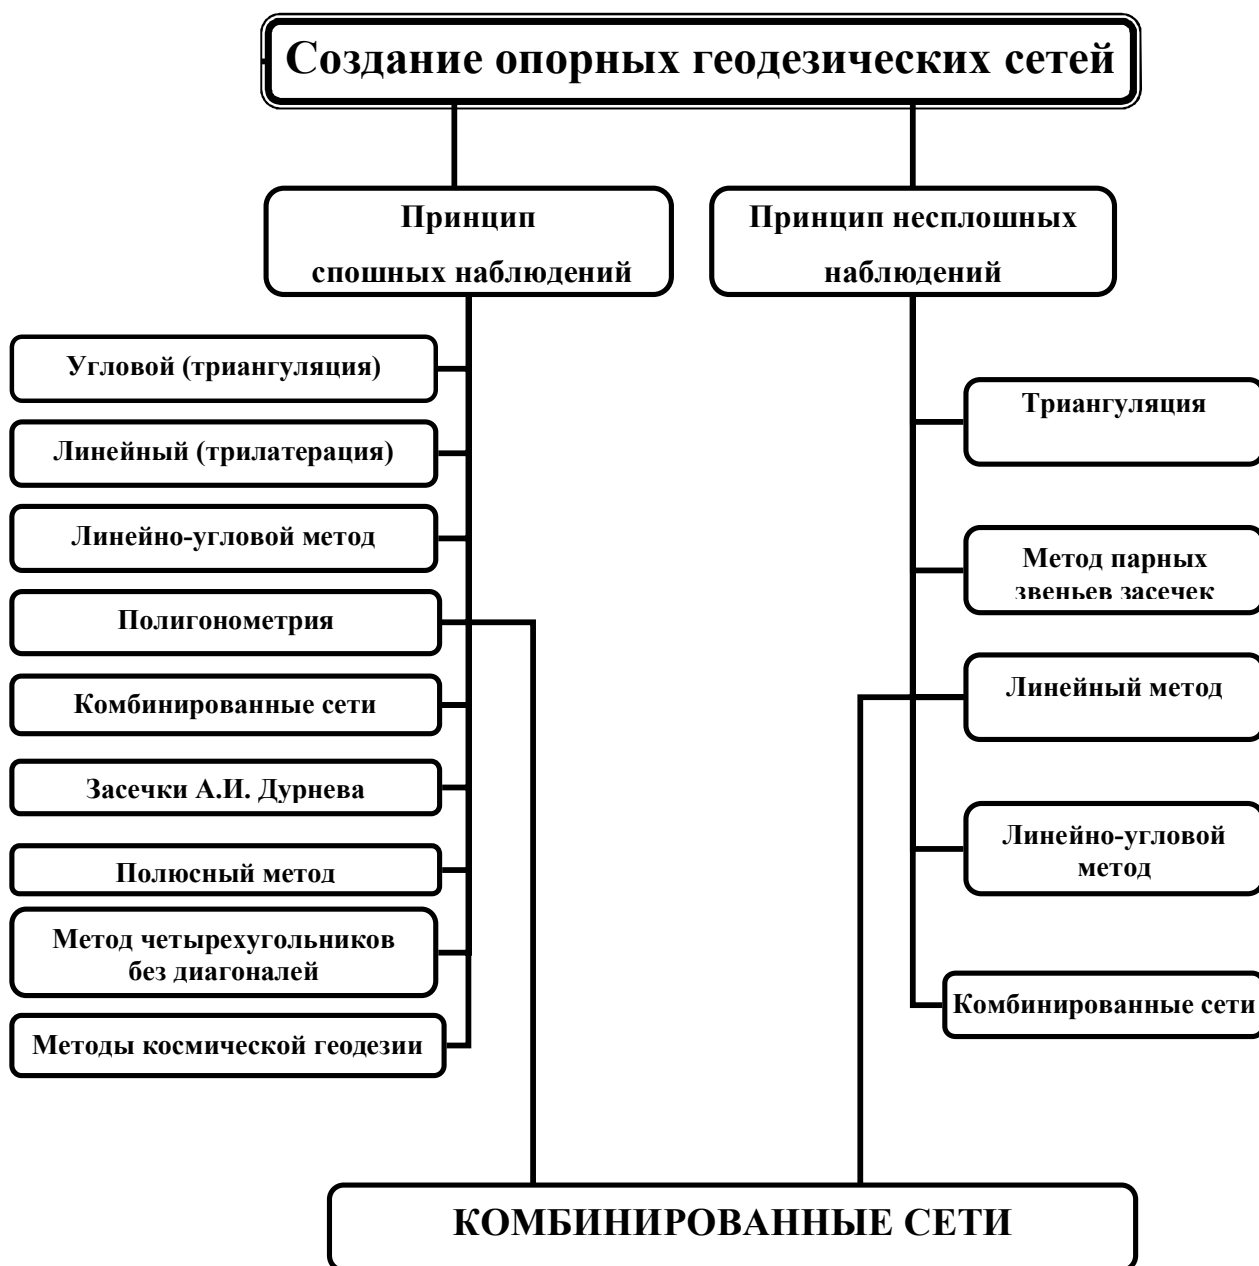 Создание опорных геодезических сетей
Принцип
спошных наблюдений
Принцип несплошных
наблюдений
Угловой (триангуляция)
Линейный (трилатерация)
Линейно-угловой метод
Полигонометрия
Комбинированные сети
Засечки А.И. Дурнева
Полюсный метод
Метод четырехугольников
без диагоналей
Методы космической геодезии
Триангуляция
Метод парных
звеньев засечек
Линейный метод
Линейно-угловой
метод
Комбинированные сети
КОМБИНИРОВАННЫЕ СЕТИ